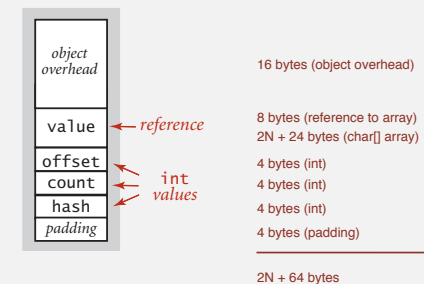 object
overhead
16 bytes (object overhead)
value
reference
8 bytes (reference to array)
2N + 24 bytes (char[] array)
offset
4 bytes (int)
count
int
values
4 bytes (int)
hash
4 bytes (int)
padding
4 bytes (padding)
2N + 64 bytes